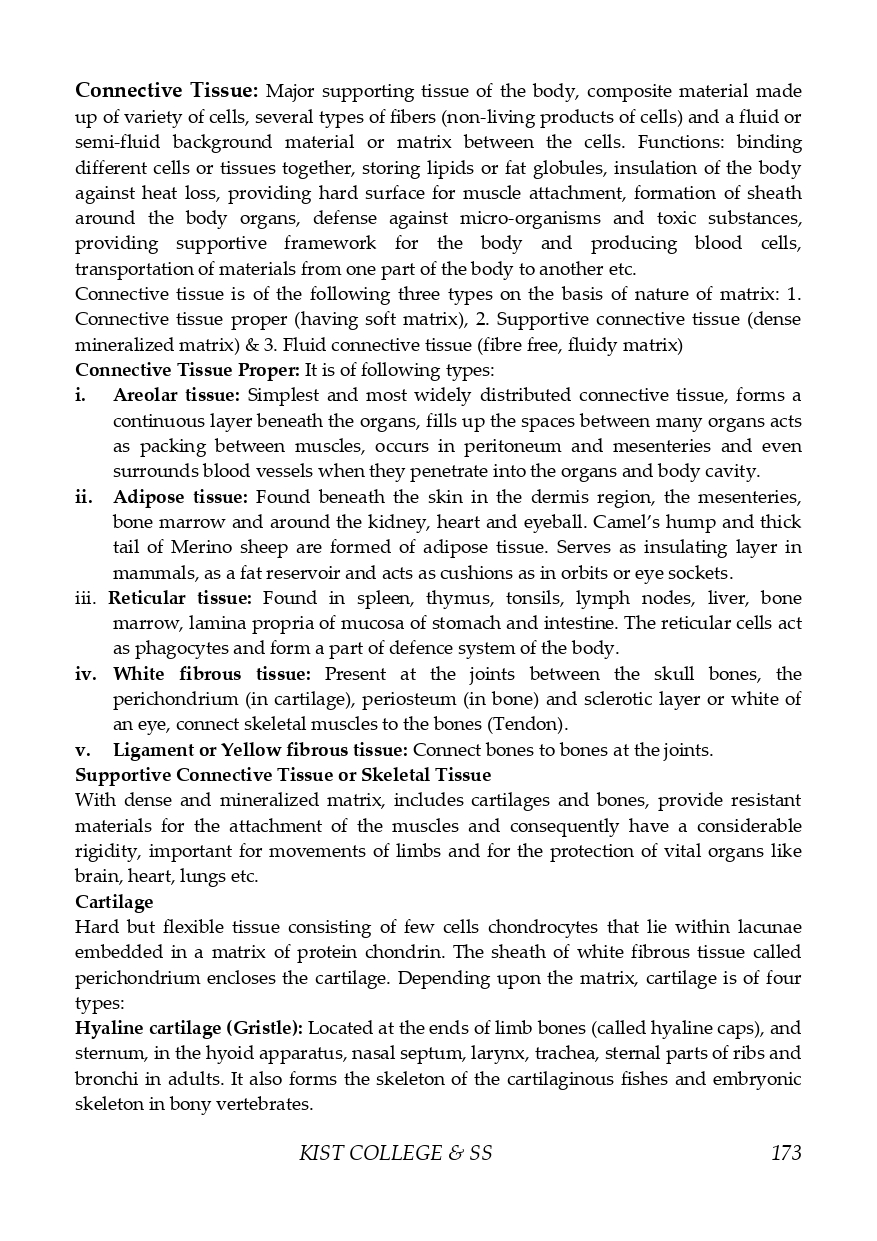 Connective Tissue: Major supporting tissue of the body, composite material made
up of variety of cells, several types of fibers (non-living products of cells) and a fluid or
semi-fluid background material or matrix between the cells. Functions: binding
different cells or tissues together, storing lipids or fat globules, insulation of the body
against heat loss, providing hard surface for muscle attachment, formation of sheath
around the body organs, defense against micro-organisms and toxic substances,
providing supportive framework for the body and producing blood cells,
transportation of materials from one part of the body to another etc.
Connective tissue is of the following three types on the basis of nature of matrix: 1.
Connective tissue proper (having soft matrix), 2. Supportive connective tissue (dense
mineralized matrix) & 3. Fluid connective tissue (fibre free, fluidy matrix)
Connective Tissue Proper: It is of following types:
i. Areolar tissue: Simplest and most widely distributed connective tissue, forms a
continuous layer beneath the organs, fills up the spaces between many organs acts
as packing between muscles, occurs in peritoneum and mesenteries and even
surrounds blood vessels when they penetrate into the organs and body cavity.
ii. Adipose tissue: Found beneath the skin in the dermis region, the mesenteries,
bone marrow and around the kidney, heart and eyeball. Camel's hump and thick
tail of Merino sheep are formed of adipose tissue. Serves as insulating layer in
mammals, as a fat reservoir and acts as cushions as in orbits or eye sockets.
iii. Reticular tissue: Found in spleen, thymus, tonsils, lymph nodes, liver, bone
marrow, lamina propria of mucosa of stomach and intestine. The reticular cells act
as phagocytes and form a part of defence system of the body.
iv. White fibrous tissue: Present at the joints between the skull bones, the
perichondrium (in cartilage), periosteum (in bone) and sclerotic layer or white of
an eye, connect skeletal muscles to the bones (Tendon).
v. Ligament or Yellow fibrous tissue: Connect bones to bones at the joints.
Supportive Connective Tissue or Skeletal Tissue
With dense and mineralized matrix, includes cartilages and bones, provide resistant
materials for the attachment of the muscles and consequently have a considerable
rigidity, important for movements of limbs and for the protection of vital organs like
brain, heart, lungs etc.
Cartilage
Hard but flexible tissue consisting of few cells chondrocytes that lie within lacunae
embedded in a matrix of protein chondrin. The sheath of white fibrous tissue called
perichondrium encloses the cartilage. Depending upon the matrix, cartilage is of four
types:
Hyaline cartilage (Gristle): Located at the ends of limb bones (called hyaline caps), and
sternum, in the hyoid apparatus, nasal septum, larynx, trachea, sternal parts of ribs and
bronchi in adults. It also forms the skeleton of the cartilaginous fishes and embryonic
skeleton in bony vertebrates.
KIST COLLEGE & SS 173